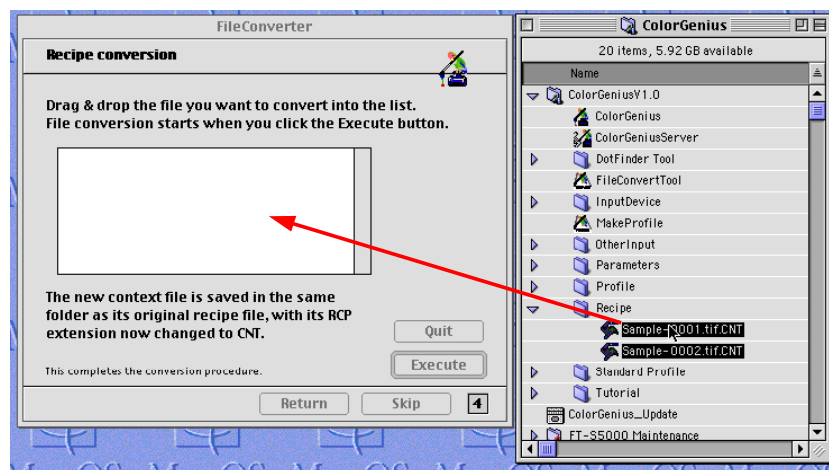 FileConverter
Recipe conversion
Drag & drop the file you want to convert into the list.
File conversion starts when you click the Execute button.
The new context file is saved in the same
folder as its original recipe file, with its RCP
extension now changed to CNT.
Quit
This completes the conversion procedure.
Execute
Return
Skip
4
ColorGenius
20 items, 5.92 GB available
Name
ColorGeniusV1.0
ColorGenius
ColorGeniusServer
DotFinder Tool
FileConvertTool
InputDevice
MakeProfile
OtherInput
Parameters
Profile
Recipe
Sample-0001.tif.CNT
Sample-0002.tif.CNT
Standard Profile
Tutorial
ColorGenius_Update
FT-S5000 Maintenance